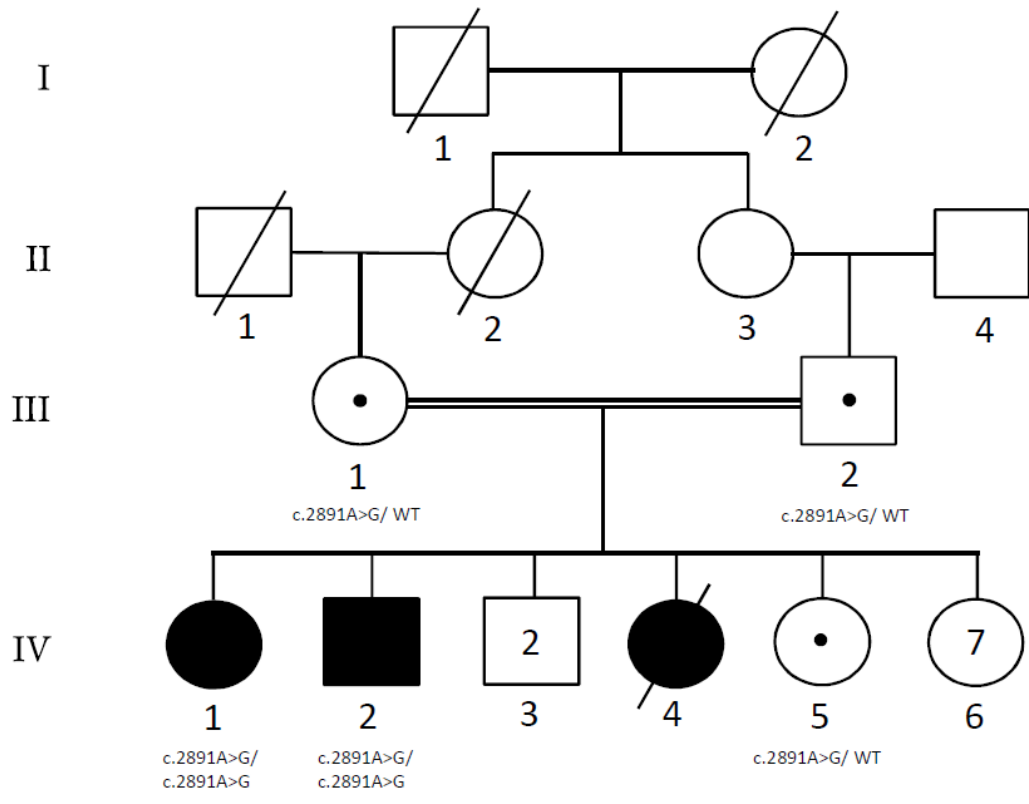 I
1 2
II
1 2 3 4
III
1 2
c.2891A>G/ WT c.2891A>G/ WT
IV
2 7
1 2 3 4 5 6
c.2891A>G/ c.2891A>G/ c.2891A>G/ WT
c.2891A>G c.2891A>G